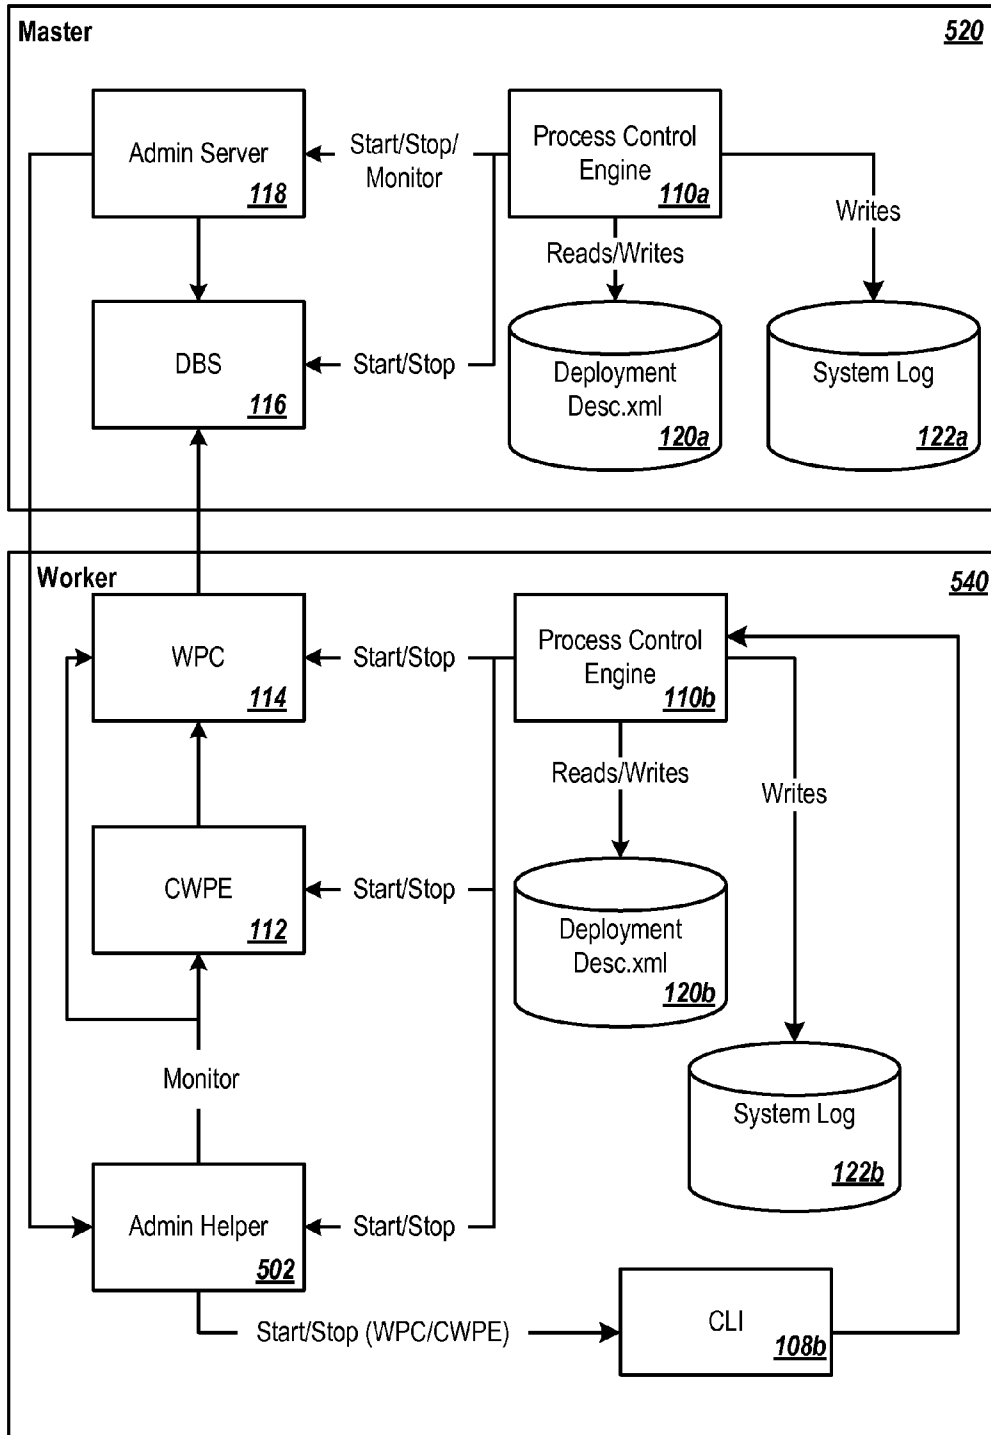 Master
520
Admin Server
118
Start/Stop/
Monitor
Process Control
Engine
110a
Writes
Reads/Writes
DBS
116
Start/Stop
Deployment
Desc.xml
120a
System Log
122a
Worker
540
WPC
114
Start/Stop
Process Control
Engine
110b
Reads/Writes
Writes
CWPE
112
Start/Stop
Deployment
Desc.xml
120b
Monitor
System Log
122b
Admin Helper
502
Start/Stop
Start/Stop (WPC/CWPE)
CLI
108b